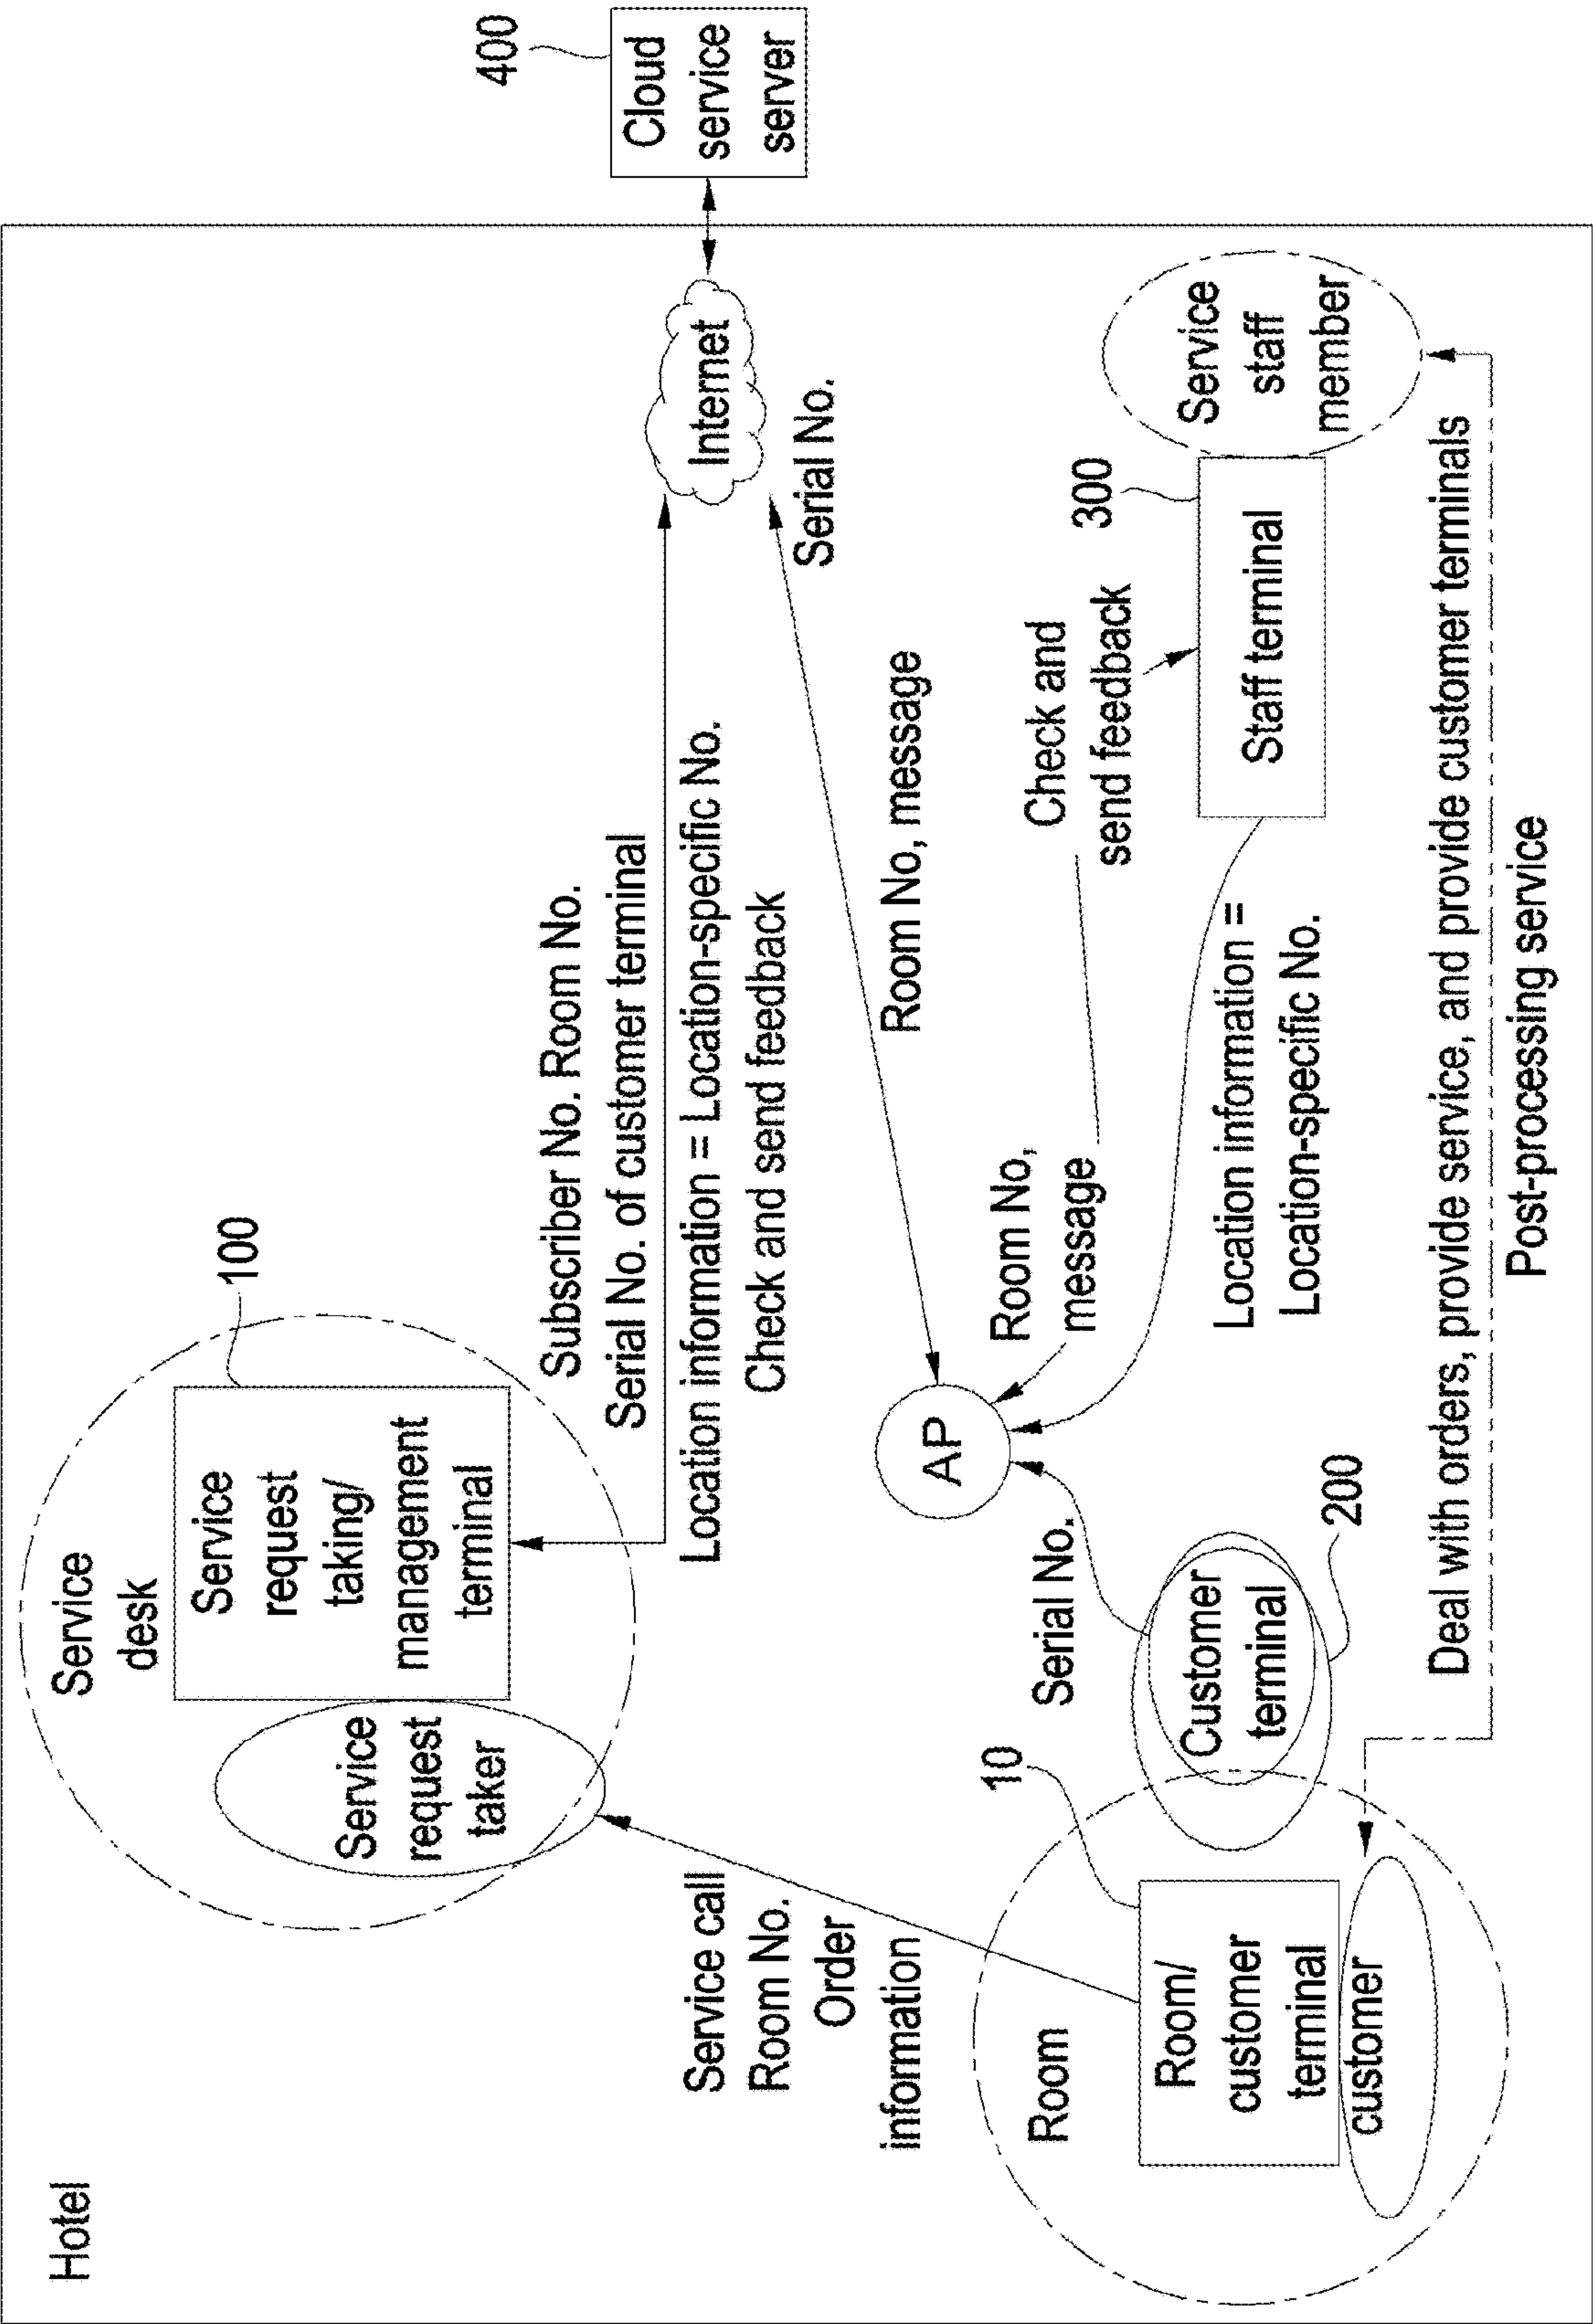 Hotel
Service
desk
Service
request
taker
Service
request
taking/
management
terminal
100
Subscriber No. Room No.
Serial No. of customer terminal
Location information = Location-specific No.
Check and send feedback
Internet
Serial No.
400
Cloud
service
server
Service call
Room No.
Order
information
Room No, message
AP
Room No,
message
Check and
send feedback
300
Staff terminal
Service
staff
member
Location information =
Location-specific No.
Serial No.
Customer
terminal
200
Room
10
Room/
customer
terminal
customer
Deal with orders, provide service, and provide customer terminals
Post-processing service